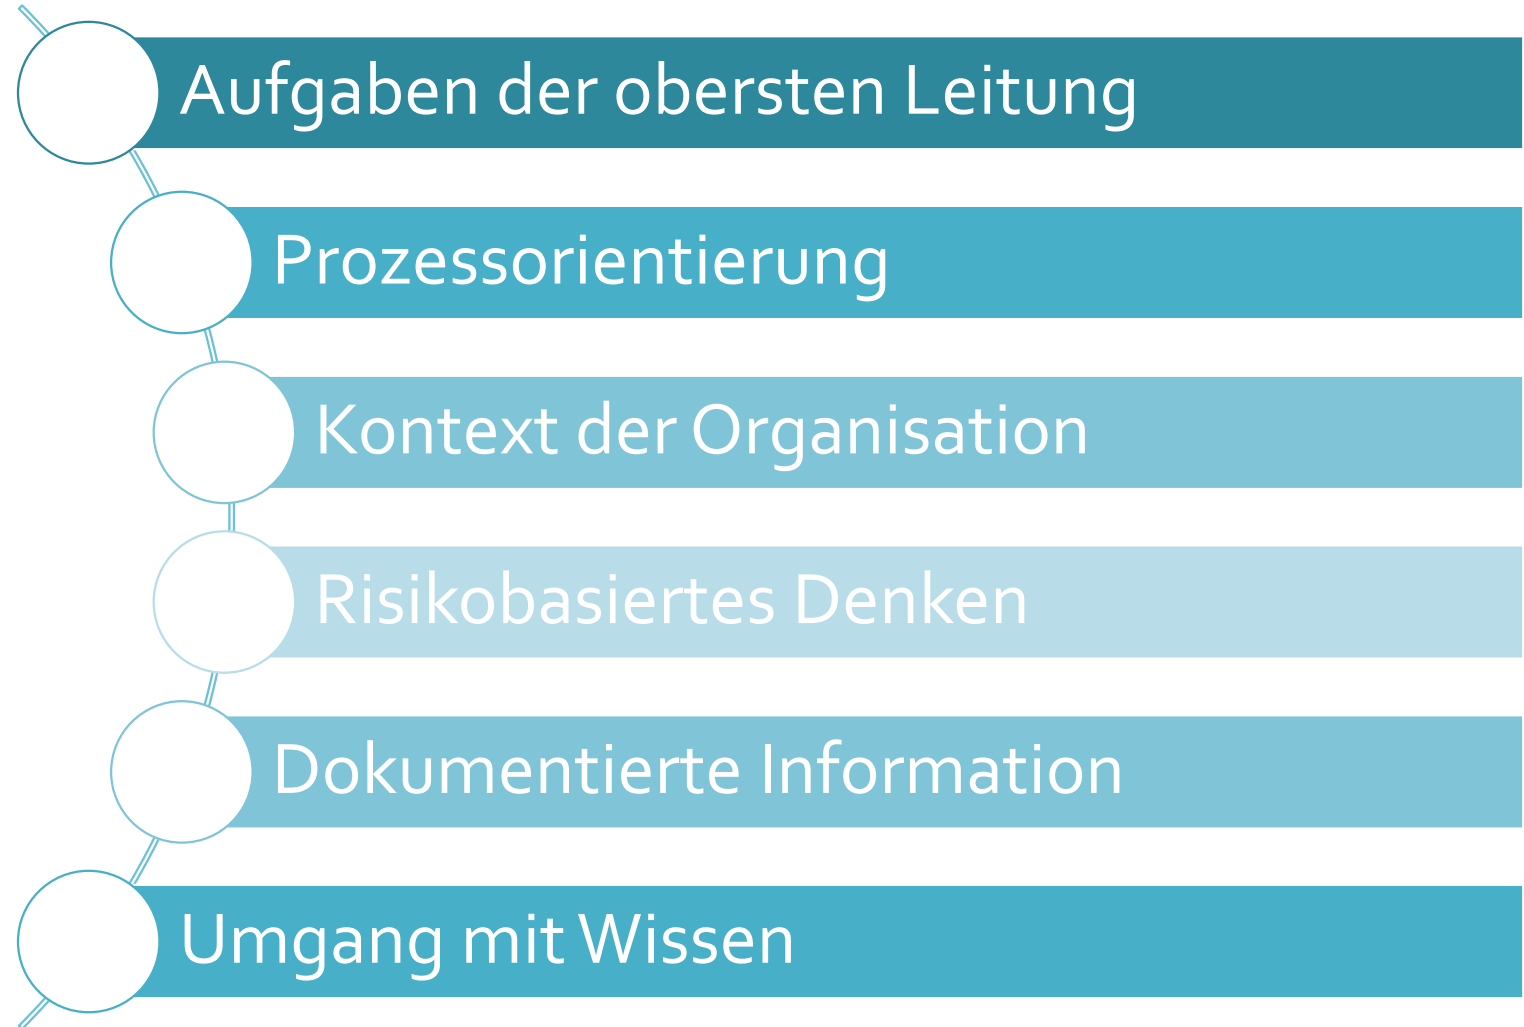 Aufgaben der obersten Leitung
Prozessorientierung
Kontext der Organisation
Risikobasiertes Denken
Dokumentierte Information
Umgang mit Wissen